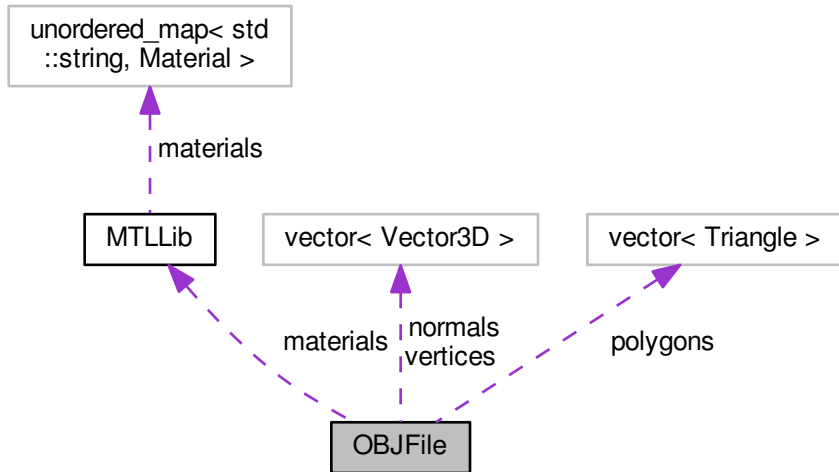 unordered_map< std
::string, Material >
materials
MTLLib
vector< Vector3D >
vector< Triangle >
materials
normals
vertices
polygons
OBJFile